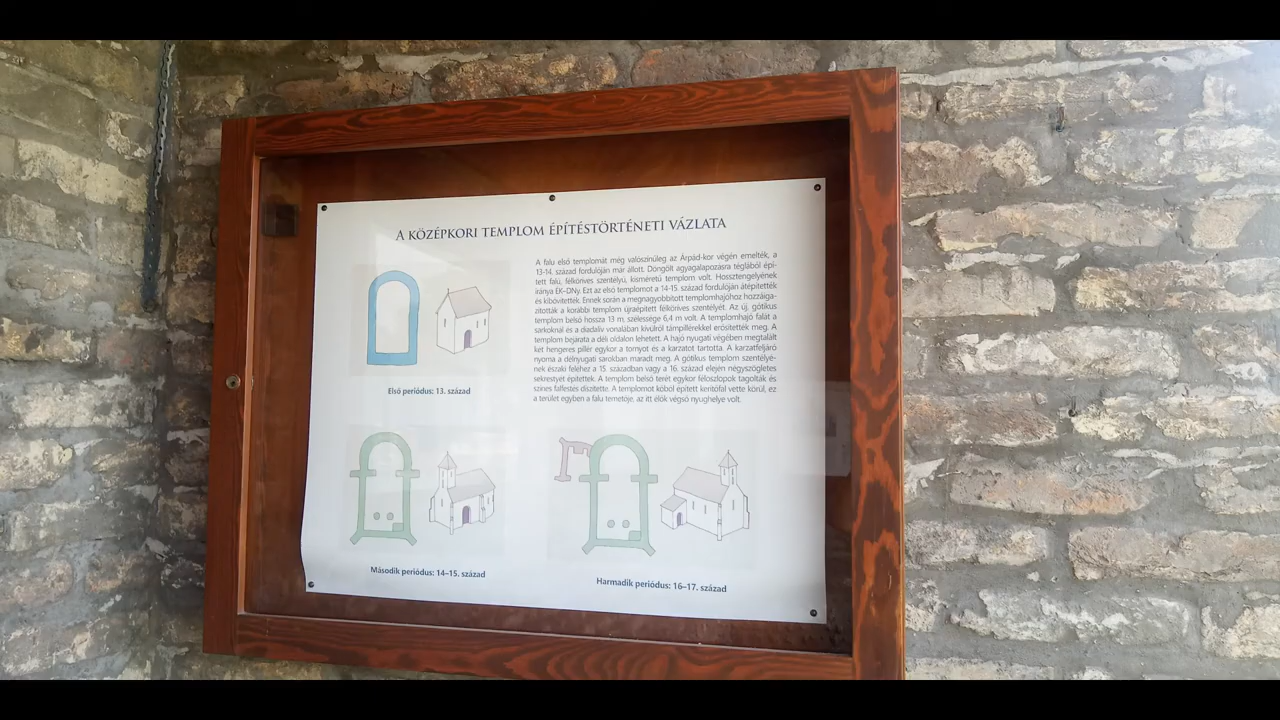 A KÖZÉPKORI TEMPLOM ÉPÍTÉSTÖRTÉNETI VÁZLATA
A falu első templomát még valószínűleg az Árpád-kor végén emelték, a
13-14. század fordulóján már állott. Döngölt agyagalapozásra téglából épí-
tett falú, félköríves szentélyű, kisméretű templom volt. Hossztengelyének
iránya ÉK–DNy. Ezt az első templomot a 14-15. század fordulóján átépítették
és kibővítették. Ennek során a megnagyobbított templomhajóhoz hozzáiga-
zították a korábbi templom újraépített félköríves szentélyét. Az új, gótikus
templom belső hossza 13 m, szélessége 6,4 m volt. A templomhajó falát a
sarkoknál és a diadalív vonalában kívülről támpillérekkel erősítették meg. A
templom bejárata a déli oldalon lehetett. A hajó nyugati végében megtalált
két hengeres pillér egykor a tornyot és a karzatot tartotta. A karzatfeljáró
nyoma a délnyugati sarokban maradt meg. A gótikus templom szentélyé-
nek északi feléhez a 15. században vagy a 16. század elején négyszögletes
sekrestyét építettek. A templom belső terét egykor féloszlopok tagolták és
színes falfestés díszítette. A templomot kőből épített kerítőfal vette körül, ez
a terület egyben a falu temetője, az itt élők végső nyughelye volt.
Első periódus: 13. század
Második periódus: 14–15. század
Harmadik periódus: 16–17. század